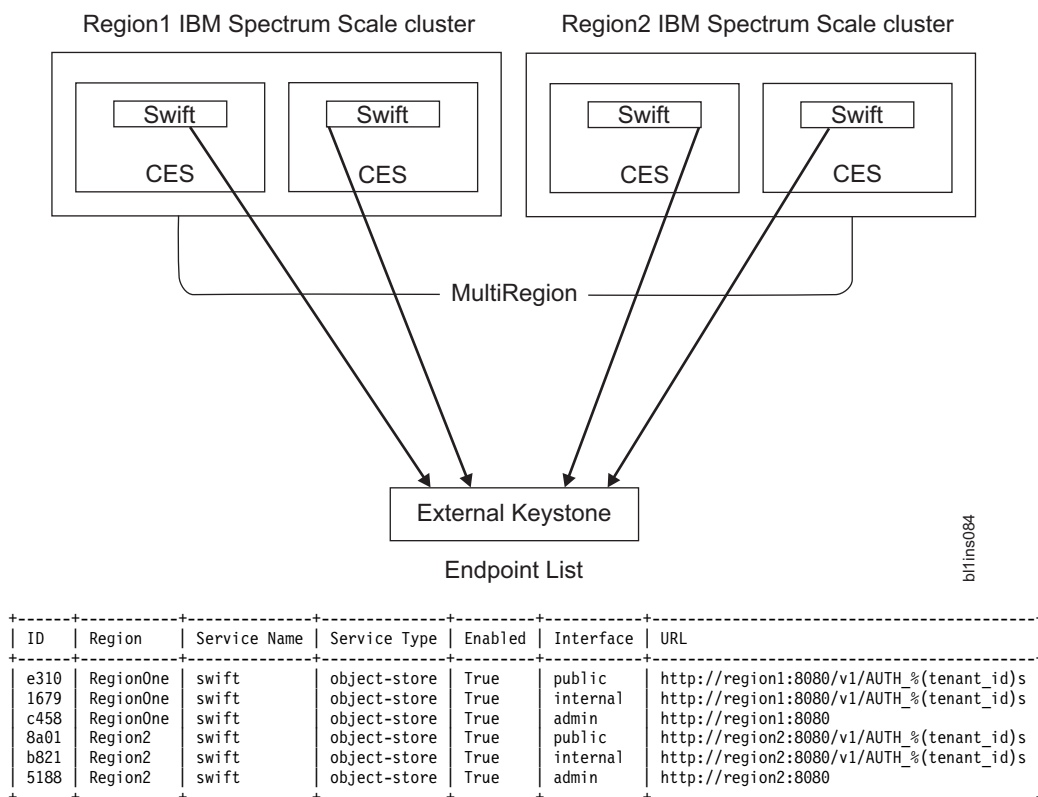 Region1 IBM Spectrum Scale cluster Region2 IBM Spectrum Scale cluster
Swift Swift Swift Swift
CES CES CES CES
MultiRegion
External Keystone
Endpoint List
bl1ins084
+------+-----------+--------------+--------------+---------+-----------+------------------------------------------+
| ID | Region | Service Name | Service Type | Enabled | Interface | URL
+------+-----------+--------------+--------------+---------+-----------+------------------------------------------+
| e310 | RegionOne | swift | object-store | True | public | http://region1:8080/v1/AUTH_%(tenant_id)s
| 1679 | RegionOne | swift | object-store | True | internal | http://region1:8080/v1/AUTH_%(tenant_id)s
| c458 | RegionOne | swift | object-store | True | admin | http://region1:8080
| 8a01 | Region2 | swift | object-store | True | public | http://region2:8080/v1/AUTH_%(tenant_id)s
| b821 | Region2 | swift | object-store | True | internal | http://region2:8080/v1/AUTH_%(tenant_id)s
| 5188 | Region2 | swift | object-store | True | admin | http://region2:8080
+------+-----------+--------------+--------------+---------+-----------+------------------------------------------+